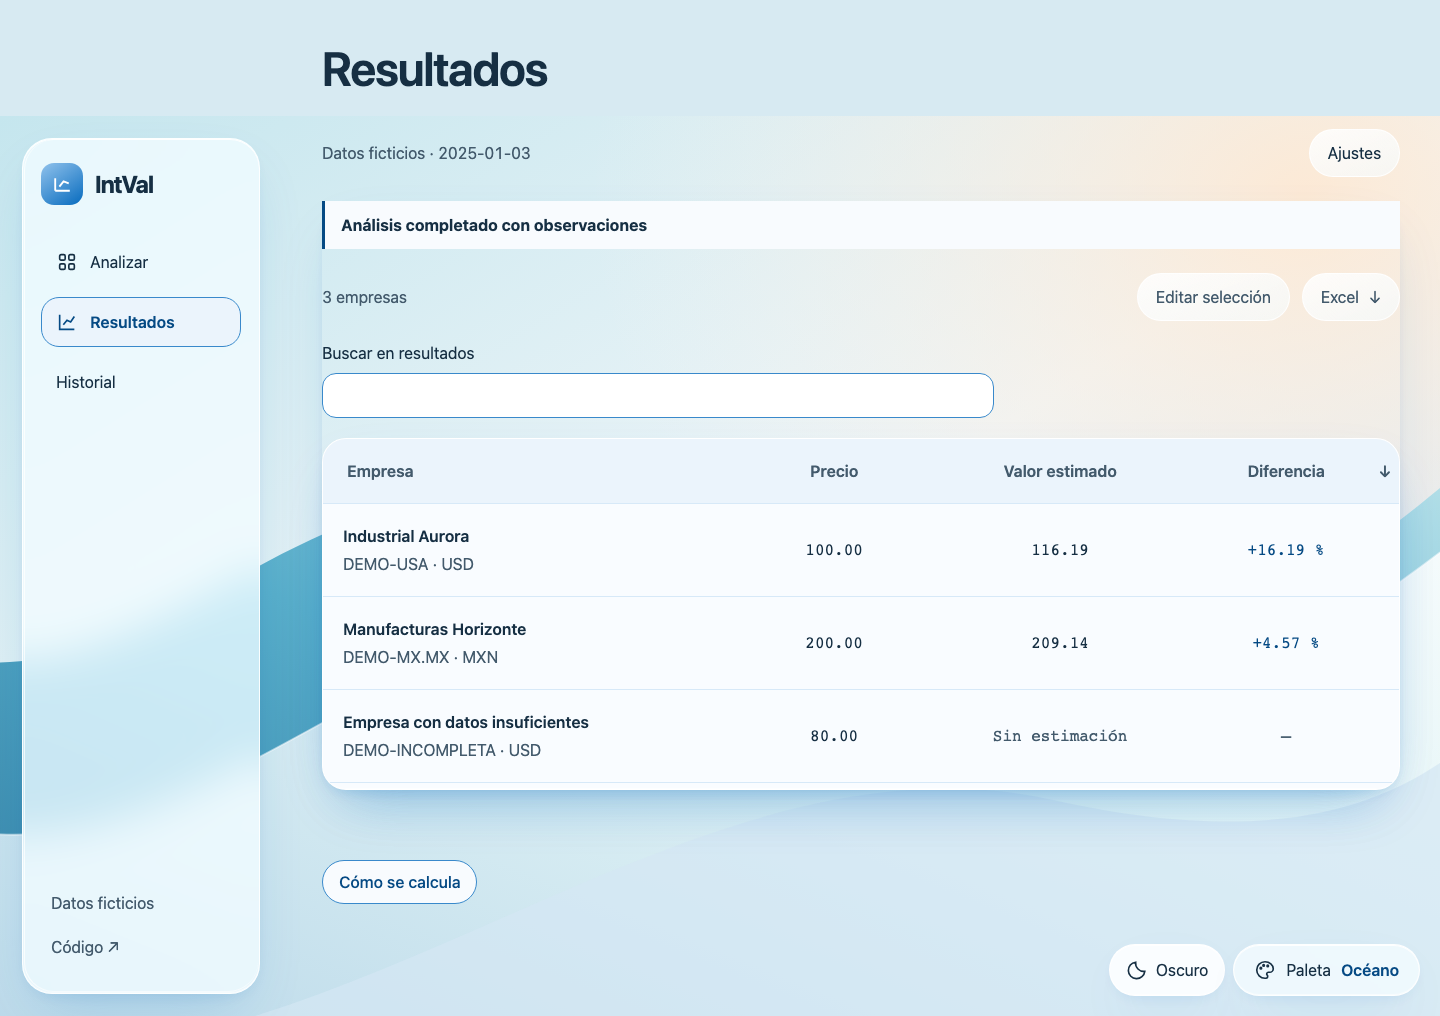 Resultados
IntVal
Analizar
Resultados
Historial
Datos ficticios
Código ↗
Datos ficticios · 2025-01-03
Ajustes
Análisis completado con observaciones
3 empresas
Editar selección
Excel ↓
Buscar en resultados
Empresa Precio Valor estimado Diferencia ↓
Industrial Aurora
DEMO-USA · USD
100.00 116.19 +16.19 %
Manufacturas Horizonte
DEMO-MX.MX · MXN
200.00 209.14 +4.57 %
Empresa con datos insuficientes
DEMO-INCOMPLETA · USD
80.00 Sin estimación —
Cómo se calcula
Oscuro
Paleta Océano